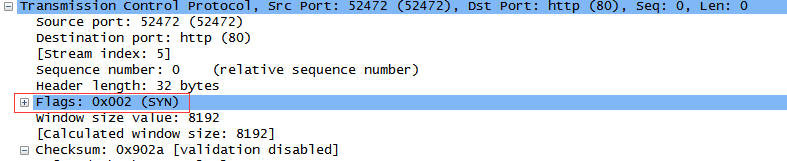 Transmission Control Protocol, Src Port: 52472 (52472), Dst Port: http (80), Seq: 0, Len: 0
Source port: 52472 (52472)
Destination port: http (80)
[Stream index: 5]
Sequence number: 0    (relative sequence number)
Header length: 32 bytes
Flags: 0x002 (SYN)
Window size value: 8192
[Calculated window size: 8192]
Checksum: 0x902a [validation disabled]